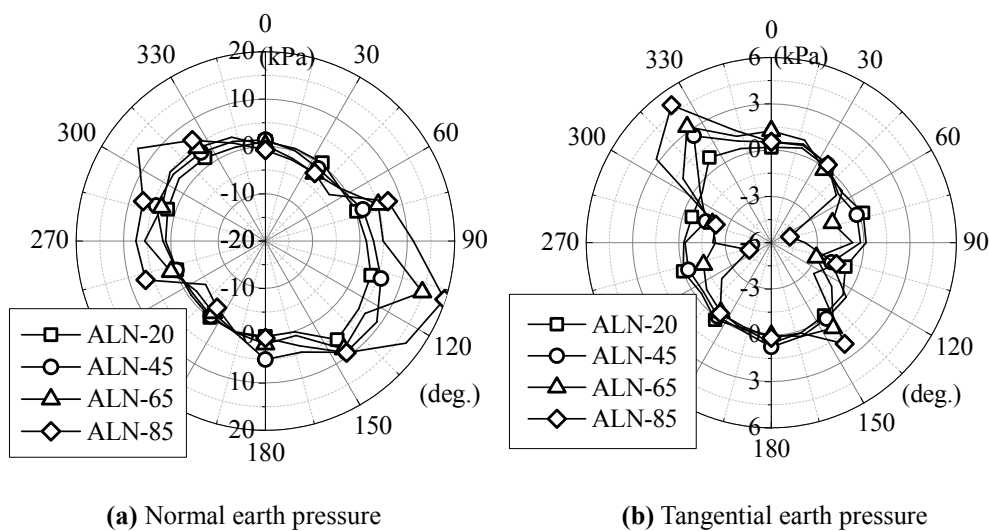 0
20
(kPa)
330
30
10
300
60
0
-10
270
-20
90
-10
0
120
10
(deg.)
150
20
180
ALN-20
ALN-45
ALN-65
ALN-85
(a) Normal earth pressure
0
6
(kPa)
330
30
3
300
60
0
-3
270
-6
90
-3
0
120
3
(deg.)
150
6
180
ALN-20
ALN-45
ALN-65
ALN-85
(b) Tangential earth pressure